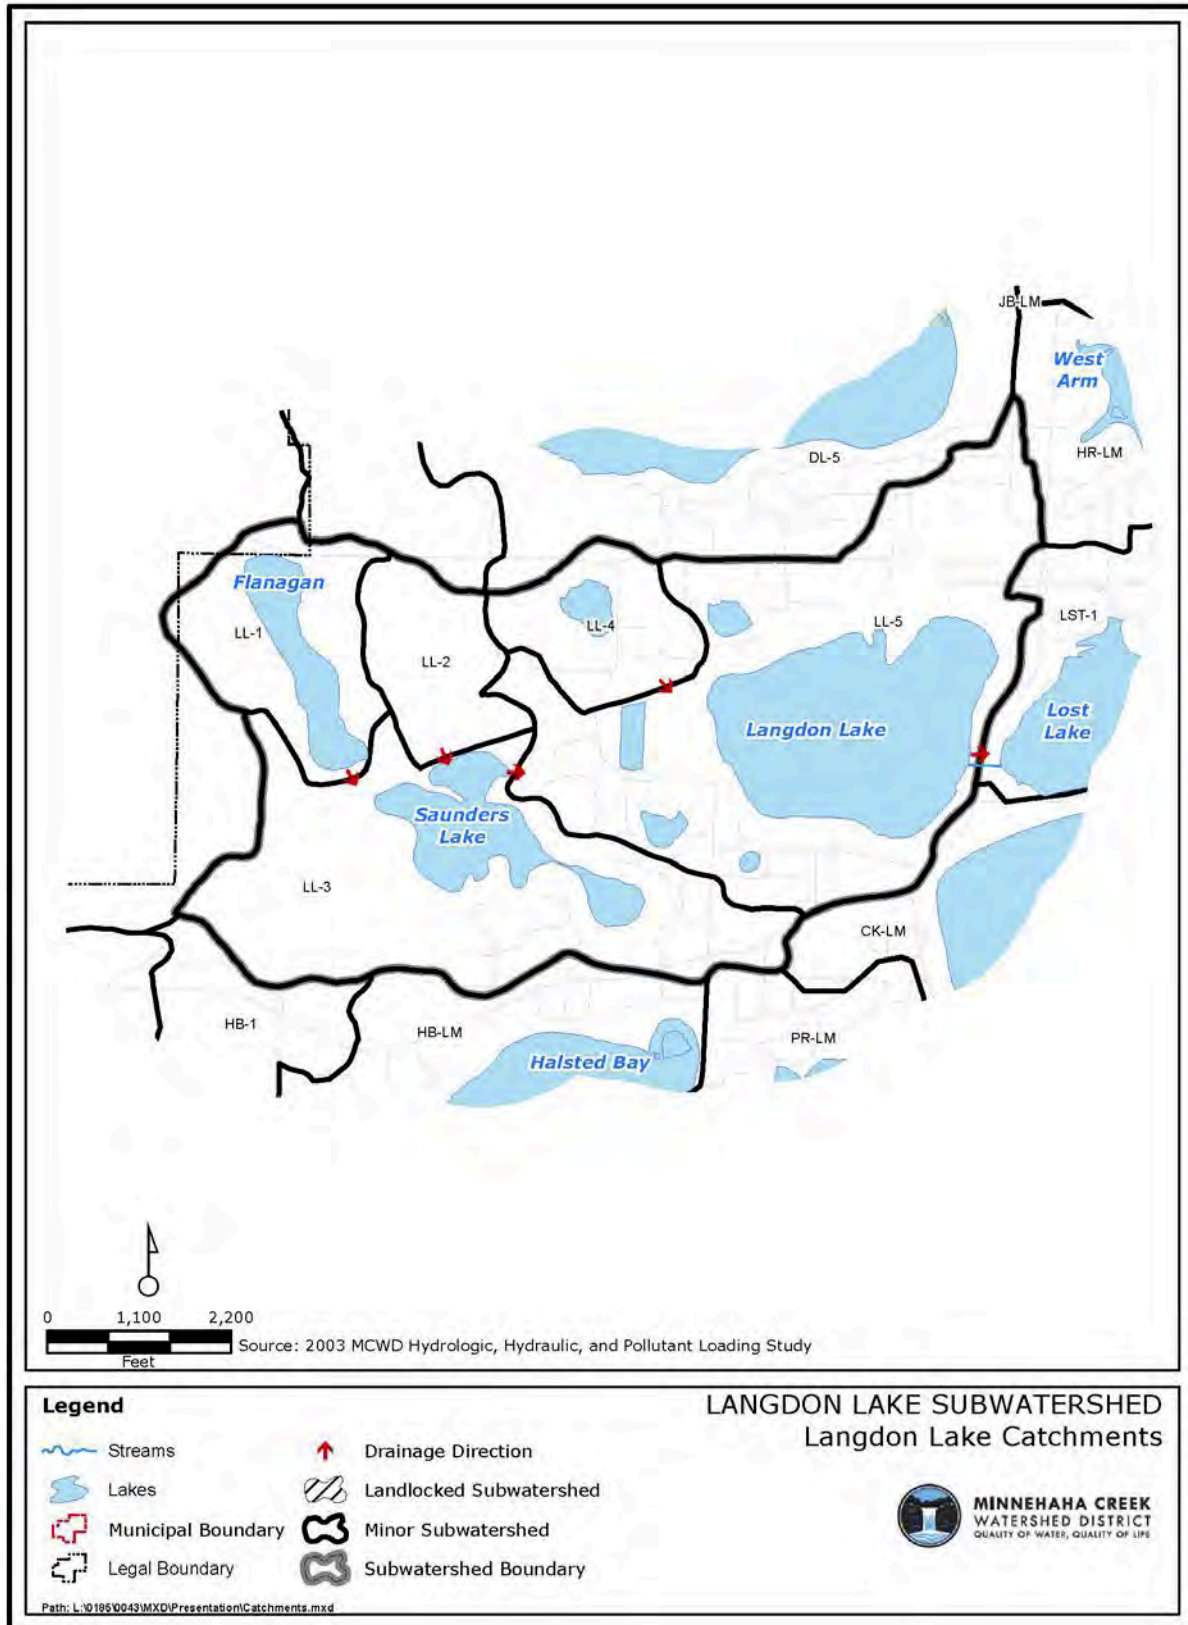 JB-LM
West
Arm
HR-LM
DL-5
Flanagan
LL-1
LL-2
LL-4
LL-5
LST-1
Langdon Lake
Lost
Lake
Saunders
Lake
LL-3
CK-LM
HB-1
HB-LM
PR-LM
Halsted Bay
0 1,100 2,200
Feet
Source: 2003 MCWD Hydrologic, Hydraulic, and Pollutant Loading Study
Legend
Streams
Lakes
Municipal Boundary
Legal Boundary
Drainage Direction
Landlocked Subwatershed
Minor Subwatershed
Subwatershed Boundary
Path: L:\0185\0043\MXD\Presentation\Catchments.mxd
LANGDON LAKE SUBWATERSHED
Langdon Lake Catchments
MINNEHAHA CREEK
WATERSHED DISTRICT
QUALITY OF WATER, QUALITY OF LIFE